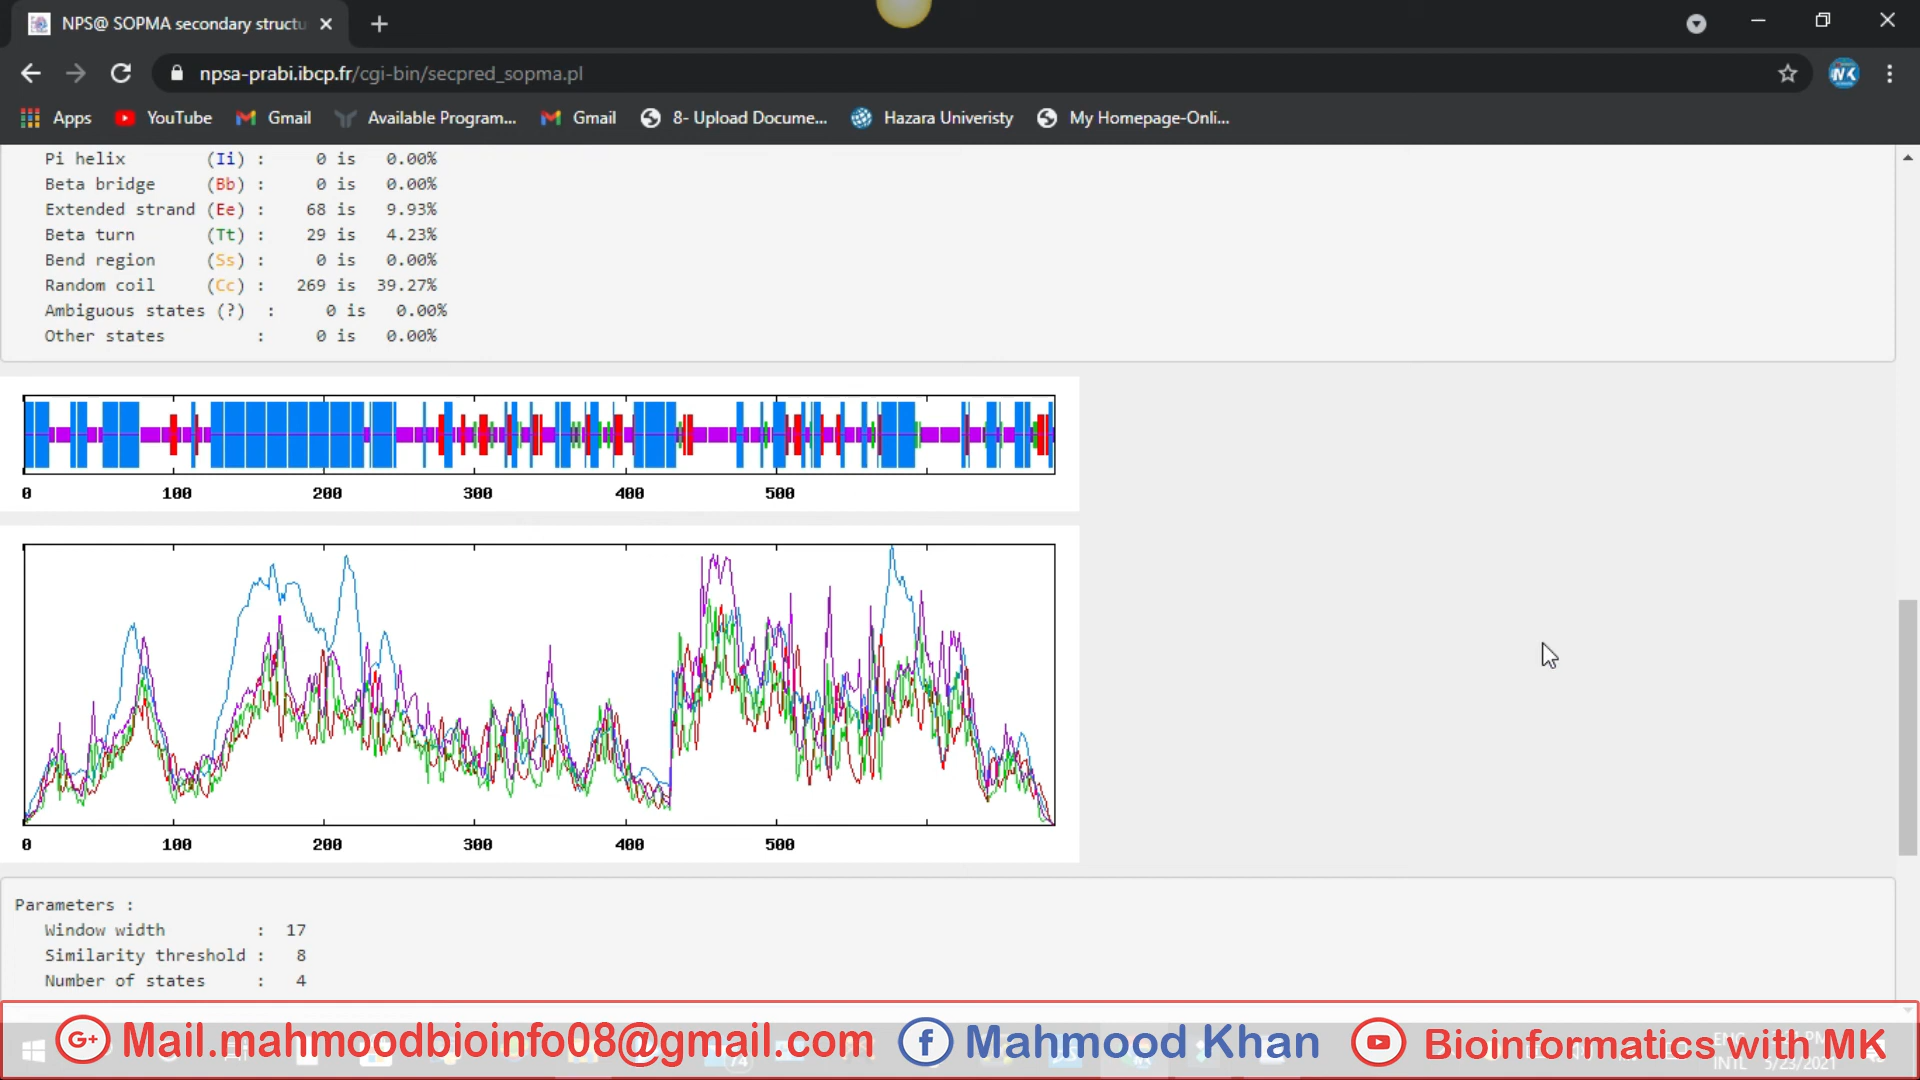 NPS@ SOPMA secondary structu
npsa-prabi.ibcp.fr/cgi-bin/secpred_sopma.pl
NK
Apps YouTube Gmail Available Program... Gmail 8- Upload Docume... Hazara Univeristy My Homepage-Onli...
Pi helix (Ii) : 0 is 0.00%
Beta bridge (Bb) : 0 is 0.00%
Extended strand (Ee) : 68 is 9.93%
Beta turn (Tt) : 29 is 4.23%
Bend region (Ss) : 0 is 0.00%
Random coil (Cc) : 269 is 39.27%
Ambiguous states (?) : 0 is 0.00%
Other states : 0 is 0.00%
0 100 200 300 400 500
0 100 200 300 400 500
Parameters :
Window width : 17
Similarity threshold : 8
Number of states : 4
G+ Mail.mahmoodbioinfo08@gmail.com f Mahmood Khan Bioinformatics with MK
INTL 5/23/2021